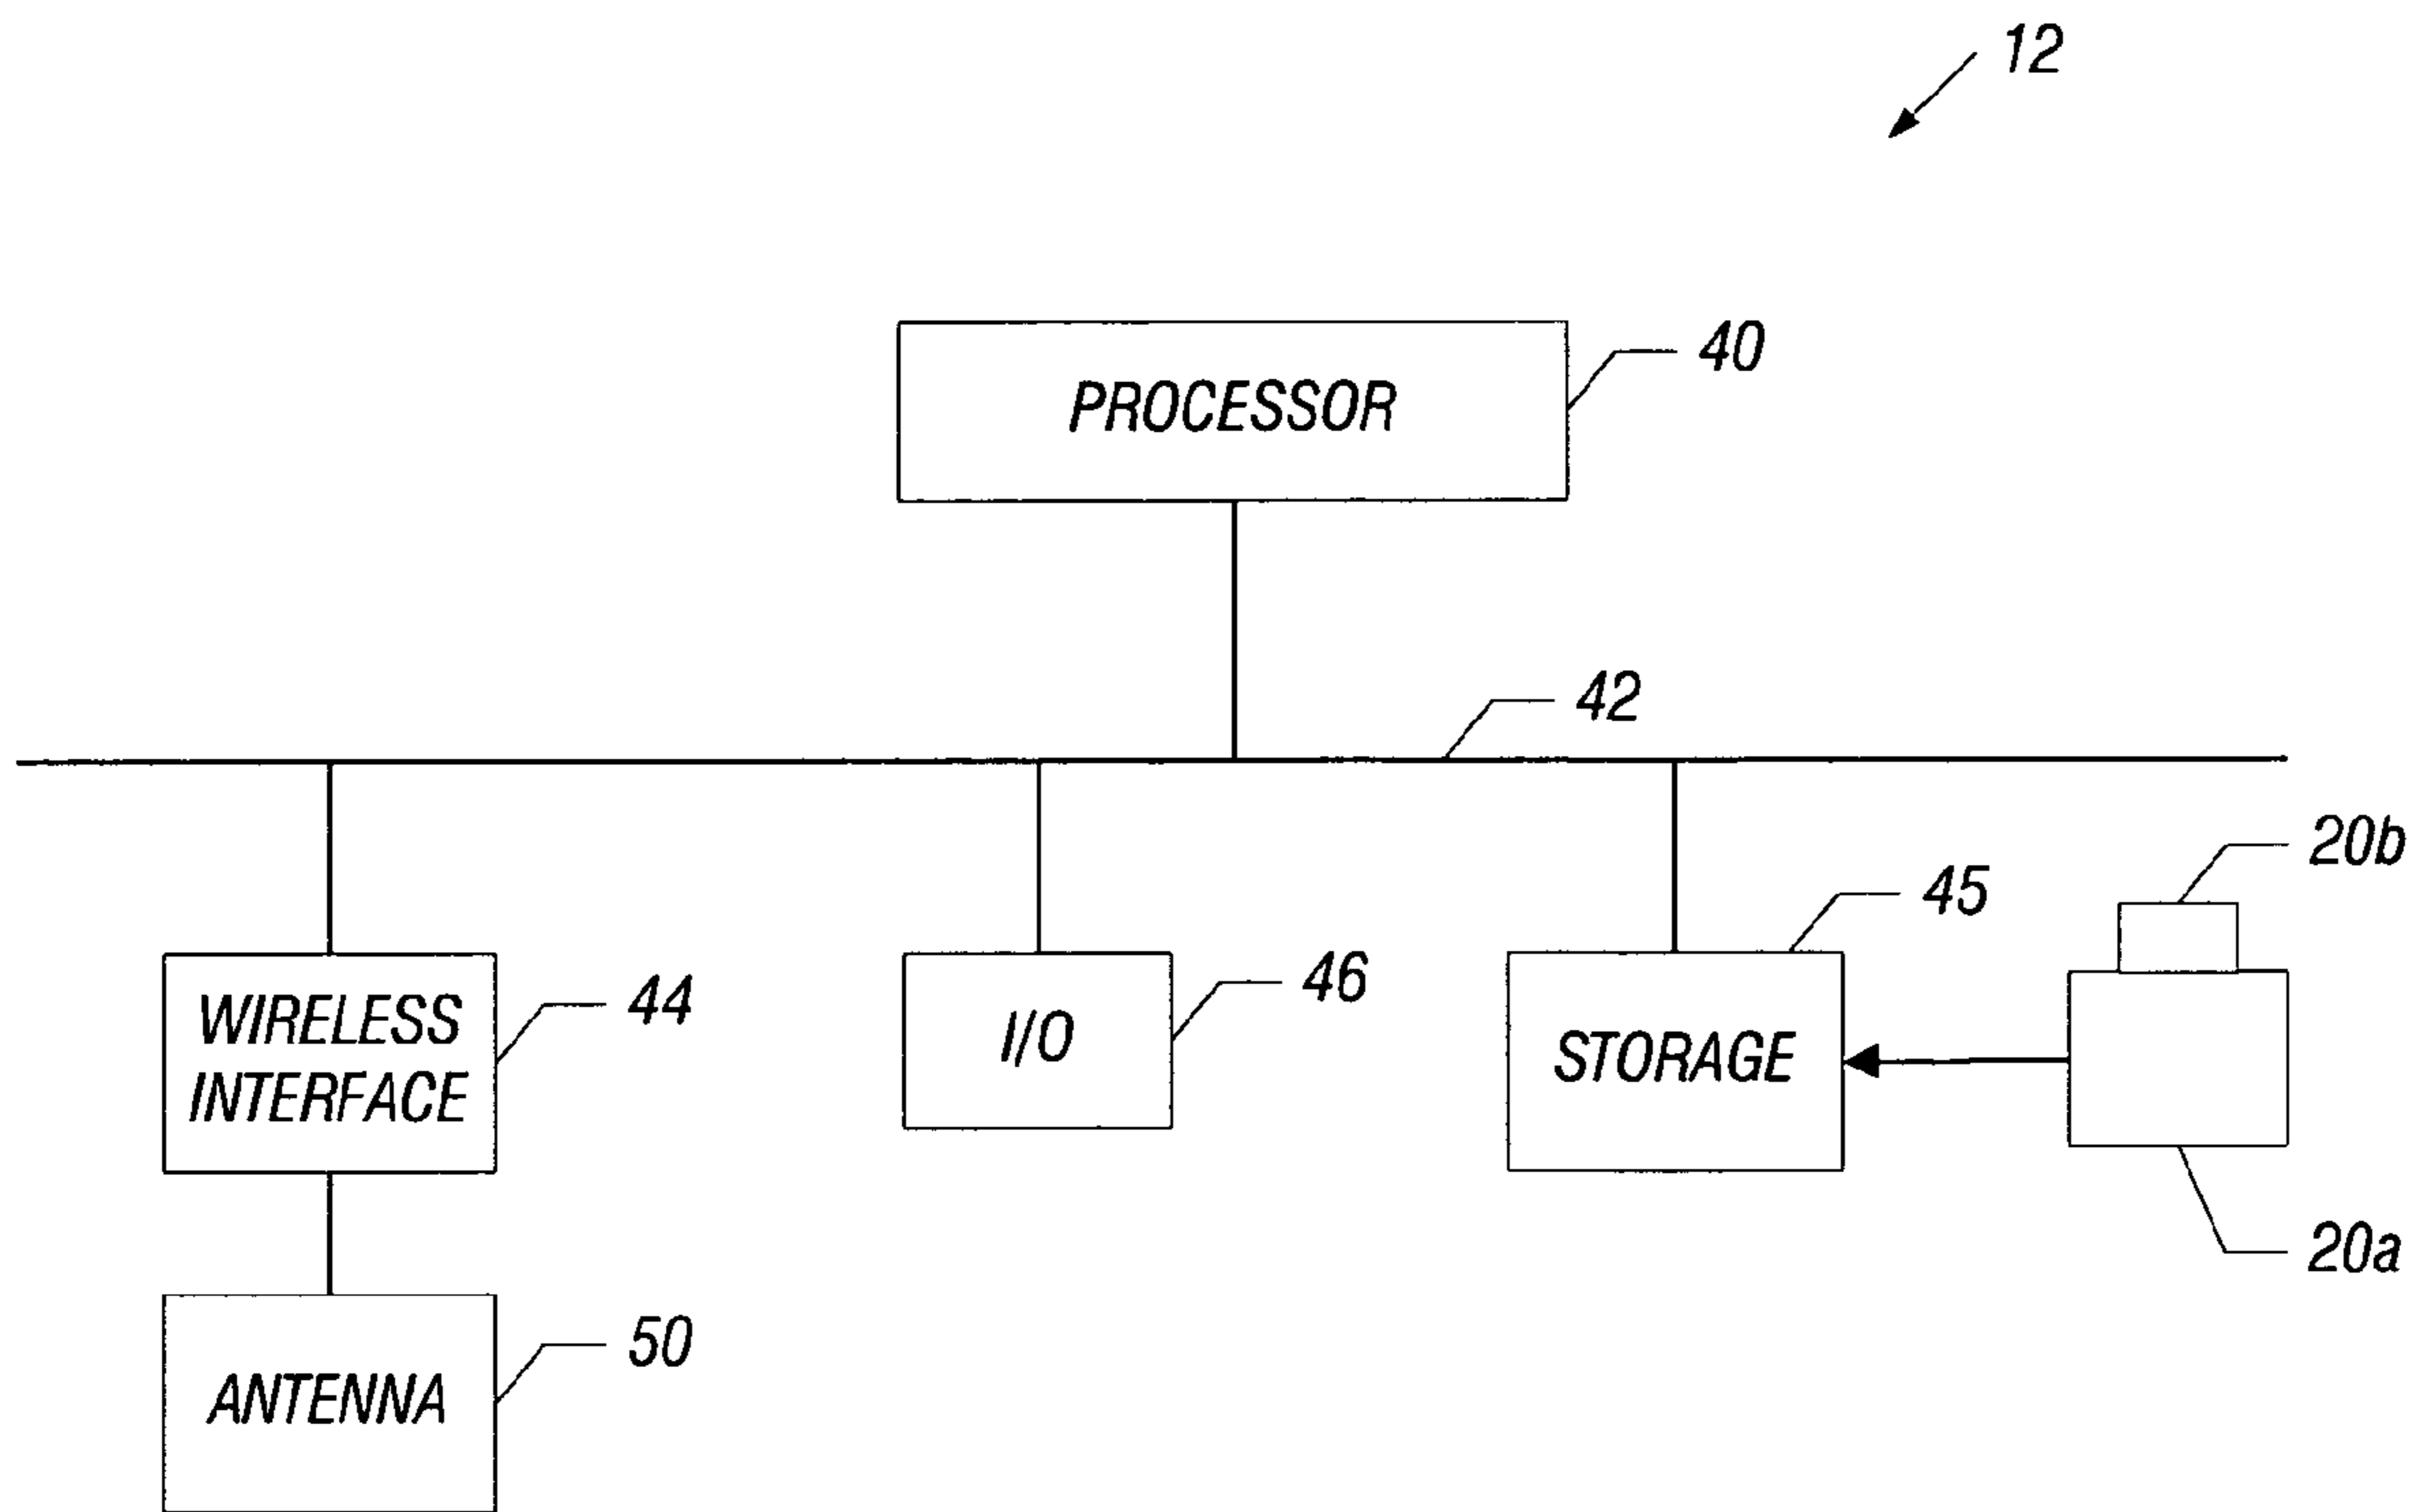 12
PROCESSOR
40
42
20b
45
WIRELESS
INTERFACE
44
I/O
46
STORAGE
20a
ANTENNA
50